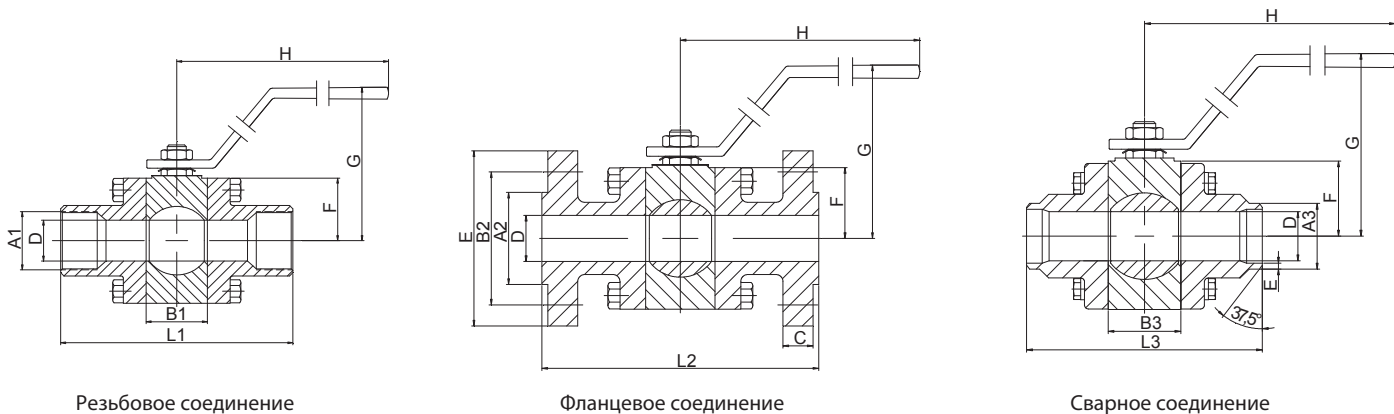 H
G
F
A1
D
B1
L1
Резьбовое соединение
H
G
F
E
B2
A2
D
C
L2
Фланцевое соединение
H
G
F
A3
D
E
37,5°
B3
L3
Сварное соединение